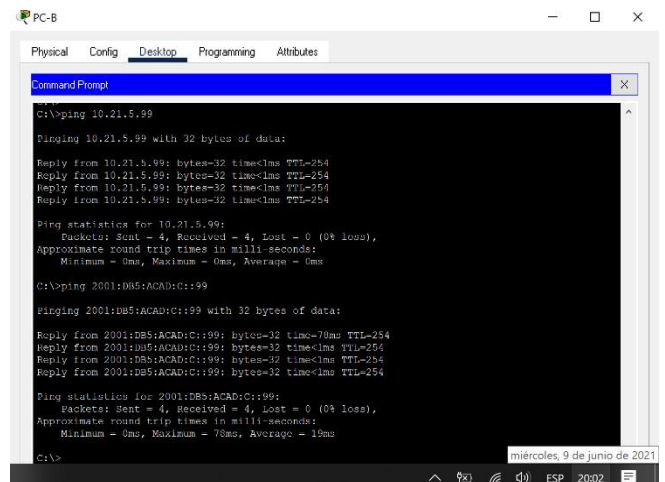 PC-B
Physical Config Desktop Programming Attributes
Command Prompt X
C:\>ping 10.21.5.99
Pinging 10.21.5.99 with 32 bytes of data:
Reply from 10.21.5.99: bytes=32 time<1ms TTL=254
Reply from 10.21.5.99: bytes=32 time<1ms TTL=254
Reply from 10.21.5.99: bytes=32 time<1ms TTL=254
Reply from 10.21.5.99: bytes=32 time<1ms TTL=254
Ping statistics for 10.21.5.99:
Packets: Sent = 4, Received = 4, Lost = 0 (0% loss),
Approximate round trip times in milli-seconds:
Minimum = 0ms, Maximum = 0ms, Average = 0ms
C:\>ping 2001:DB5:ACAD:C::99
Pinging 2001:DB5:ACAD:C::99 with 32 bytes of data:
Reply from 2001:DB5:ACAD:C::99: bytes=32 time=78ms TTL=254
Reply from 2001:DB5:ACAD:C::99: bytes=32 time<1ms TTL=254
Reply from 2001:DB5:ACAD:C::99: bytes=32 time<1ms TTL=254
Reply from 2001:DB5:ACAD:C::99: bytes=32 time<1ms TTL=254
Ping statistics for 2001:DB5:ACAD:C::99:
Packets: Sent = 4, Received = 4, Lost = 0 (0% loss),
Approximate round trip times in milli-seconds:
Minimum = 0ms, Maximum = 78ms, Average = 19ms
C:\>
miércoles, 9 de junio de 2021
ESP 20:02